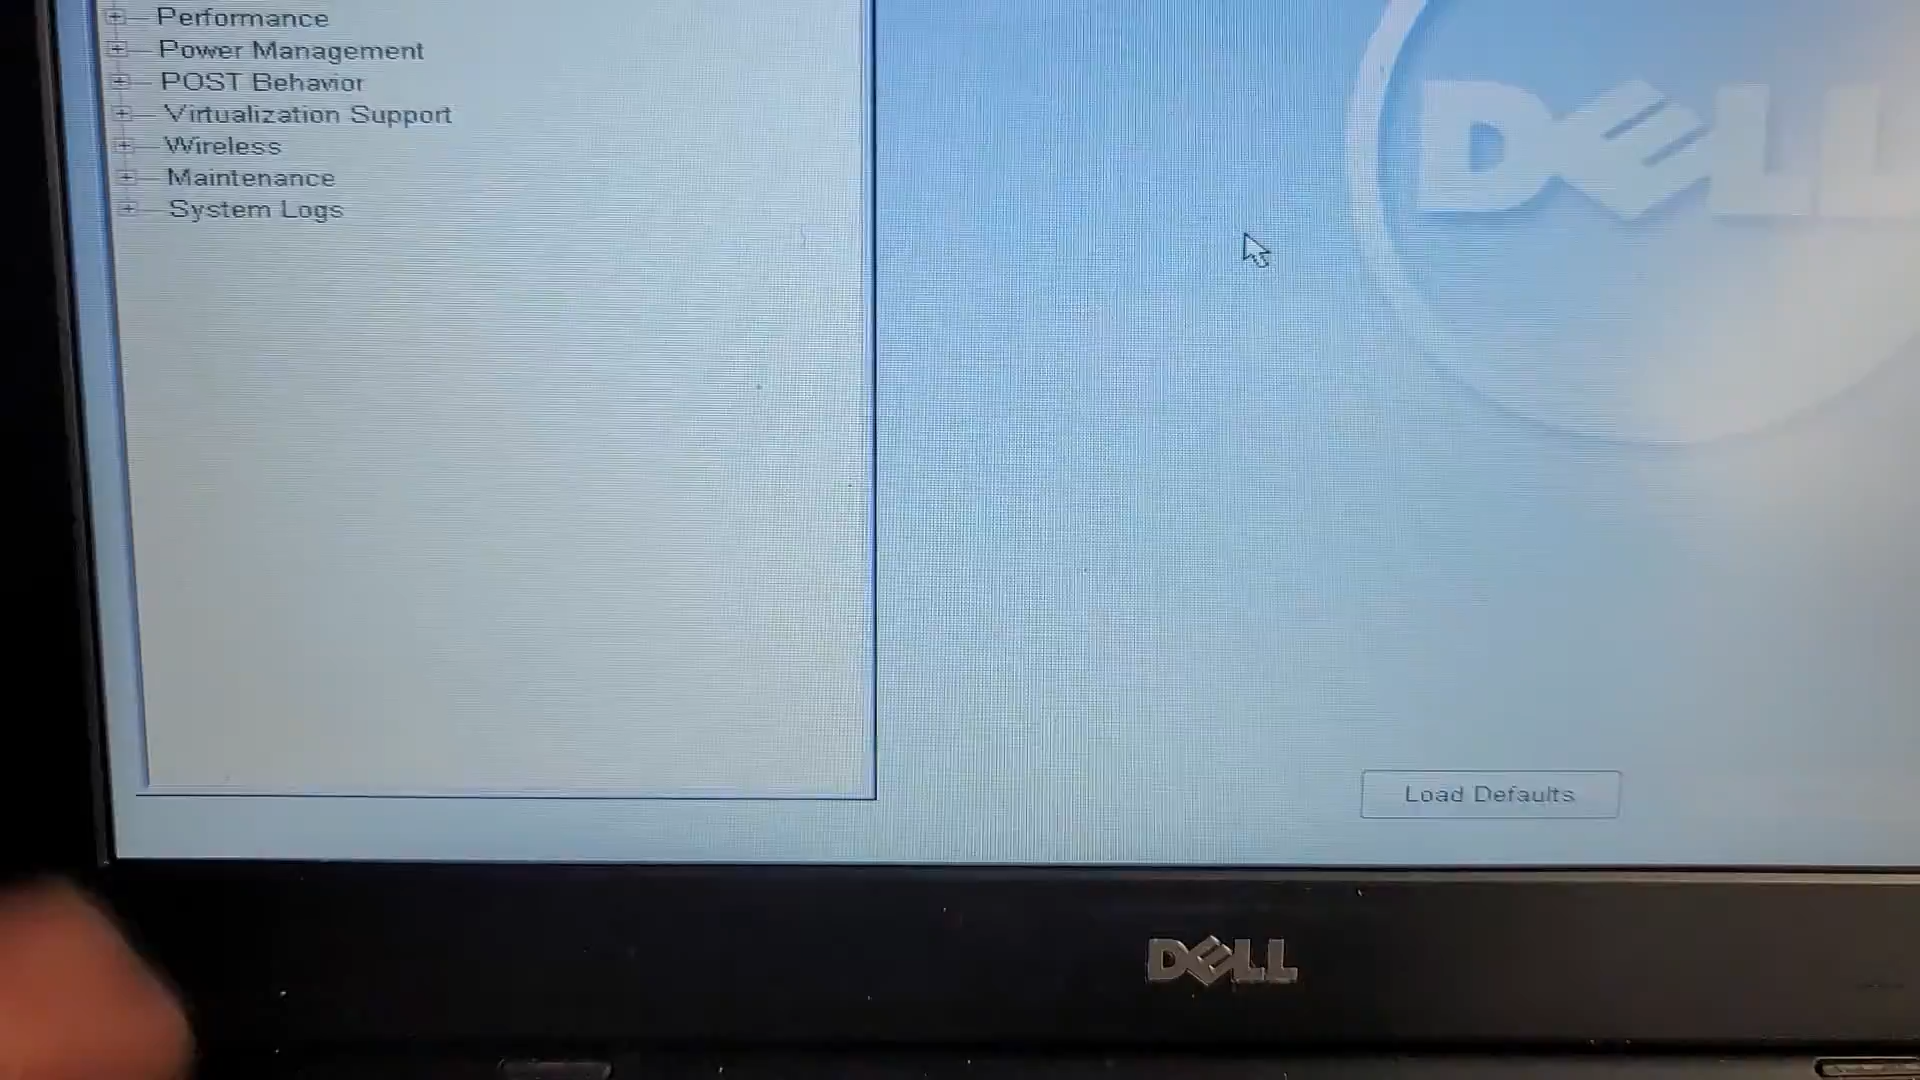 Performance
Power Management
POST Behavior
Virtualization Support
Wireless
Maintenance
System Logs
DELL
Load Defaults
DELL